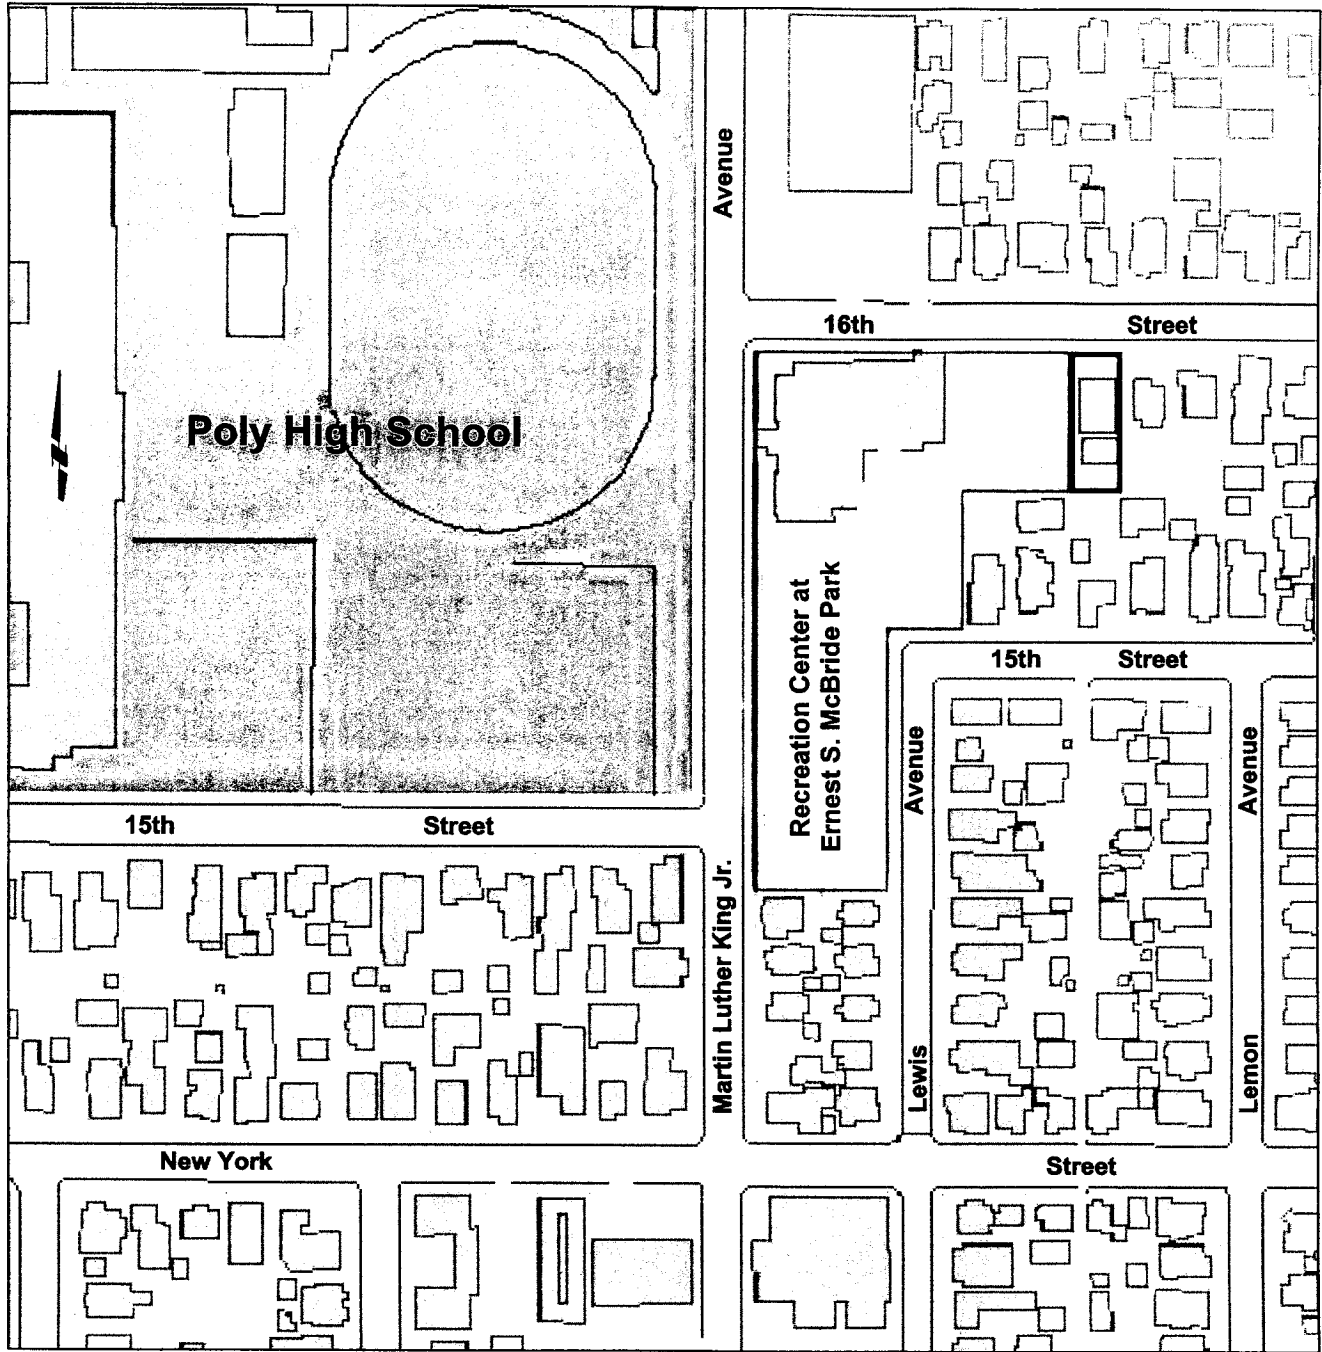 Avenue
16th Street
Poly High School
Recreation Center at
Ernest S. McBride Park
15th Street
Avenue
Avenue
15th Street
Martin Luther King Jr.
Lewis
Lemon
New York Street